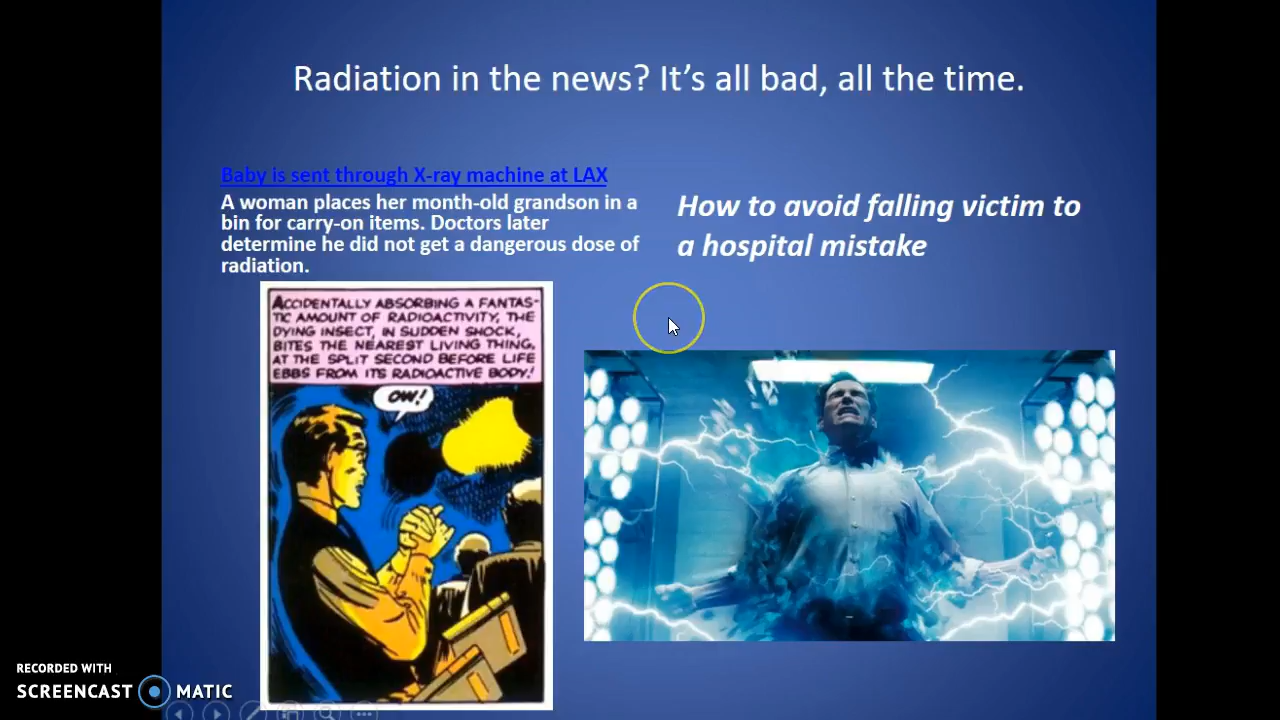 Radiation in the news? It’s all bad, all the time.
Baby is sent through X-ray machine at LAX
A woman places her month-old grandson in a
bin for carry-on items. Doctors later
determine he did not get a dangerous dose of
radiation.
How to avoid falling victim to
a hospital mistake
ACCIDENTALLY ABSORBING A FANTAS-
TIC AMOUNT OF RADIOACTIVITY, THE
DYING INSECT, IN SUDDEN SHOCK,
BITES THE NEAREST LIVING THING,
AT THE SPLIT SECOND BEFORE LIFE
EBBS FROM ITS RADIOACTIVE BODY!
OW!
RECORDED WITH
SCREENCAST MATIC